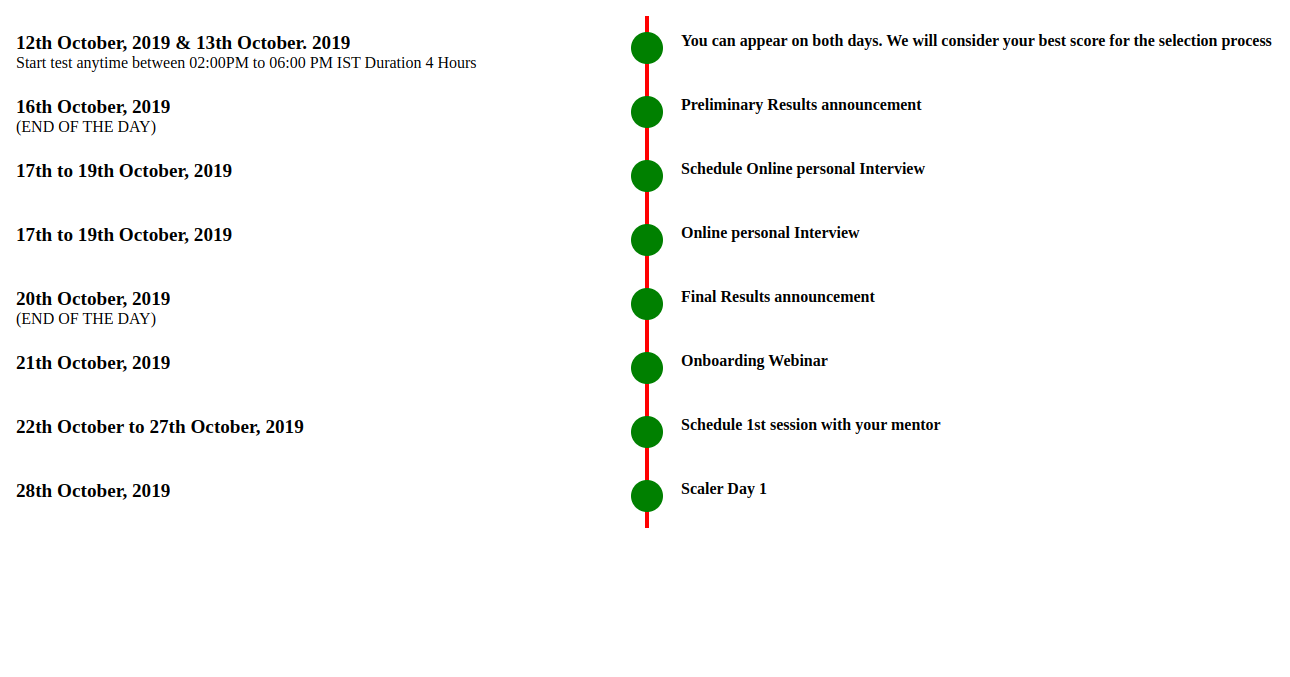 12th October, 2019 & 13th October. 2019
Start test anytime between 02:00PM to 06:00 PM IST Duration 4 Hours
You can appear on both days. We will consider your best score for the selection process
16th October, 2019
(END OF THE DAY)
Preliminary Results announcement
17th to 19th October, 2019
Schedule Online personal Interview
17th to 19th October, 2019
Online personal Interview
20th October, 2019
(END OF THE DAY)
Final Results announcement
21th October, 2019
Onboarding Webinar
22th October to 27th October, 2019
Schedule 1st session with your mentor
28th October, 2019
Scaler Day 1